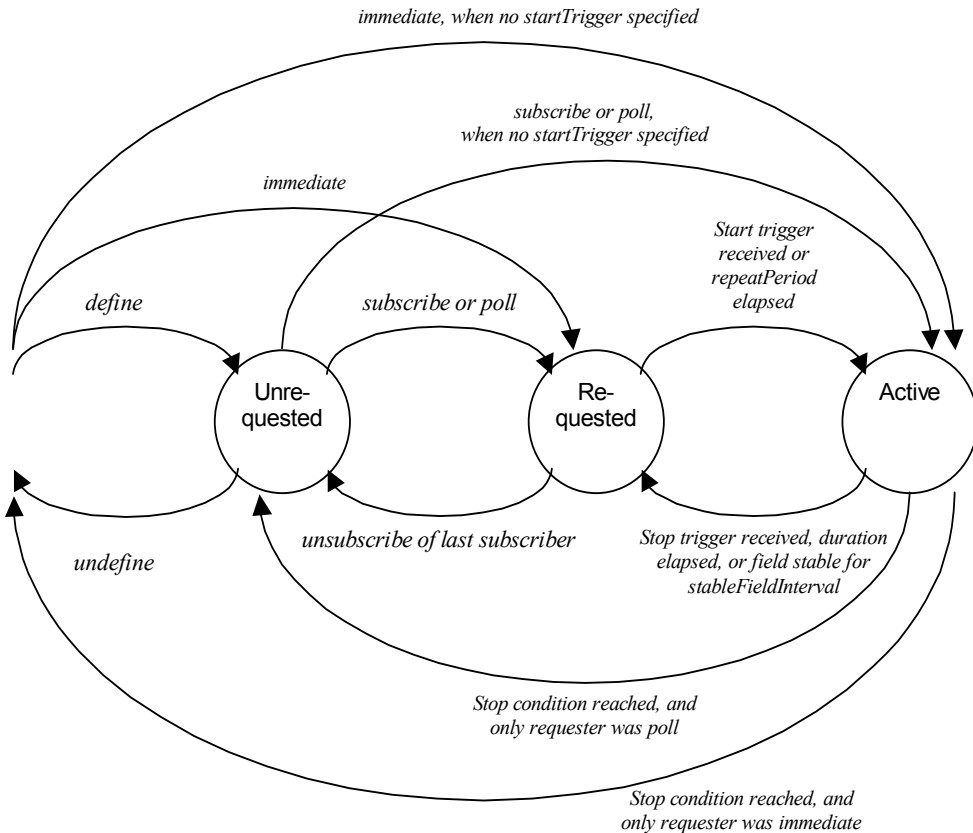 immediate, when no startTrigger specified
subscribe or poll,
when no startTrigger specified
immediate
Start trigger
received or
repeatPeriod
elapsed
define
subscribe or poll
Unre-
quested
Re-
quested
Active
undefine
unsubscribe of last subscriber
Stop trigger received, duration
elapsed, or field stable for
stableFieldInterval
Stop condition reached, and
only requester was poll
Stop condition reached, and
only requester was immediate